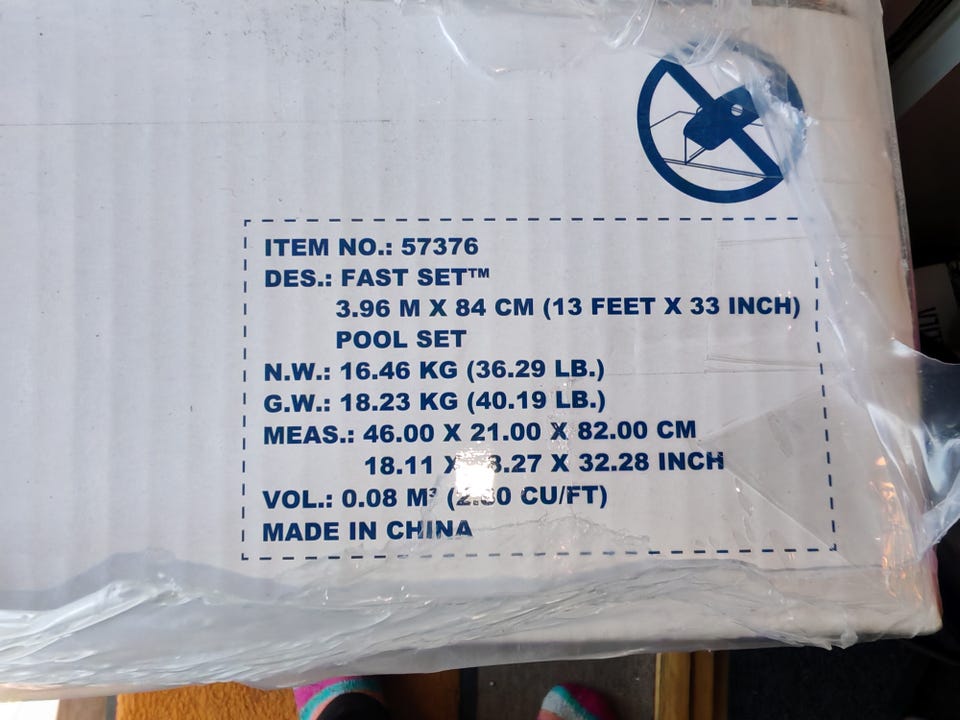 ITEM NO.: 57376
DES.: FAST SET™
3.96 M X 84 CM (13 FEET X 33 INCH)
POOL SET
N.W.: 16.46 KG (36.29 LB.)
G.W.: 18.23 KG (40.19 LB.)
MEAS.: 46.00 X 21.00 X 82.00 CM
18.11 X X 32.28 INCH
VOL.: 0.08 M³ CU/FT)
MADE IN CHINA